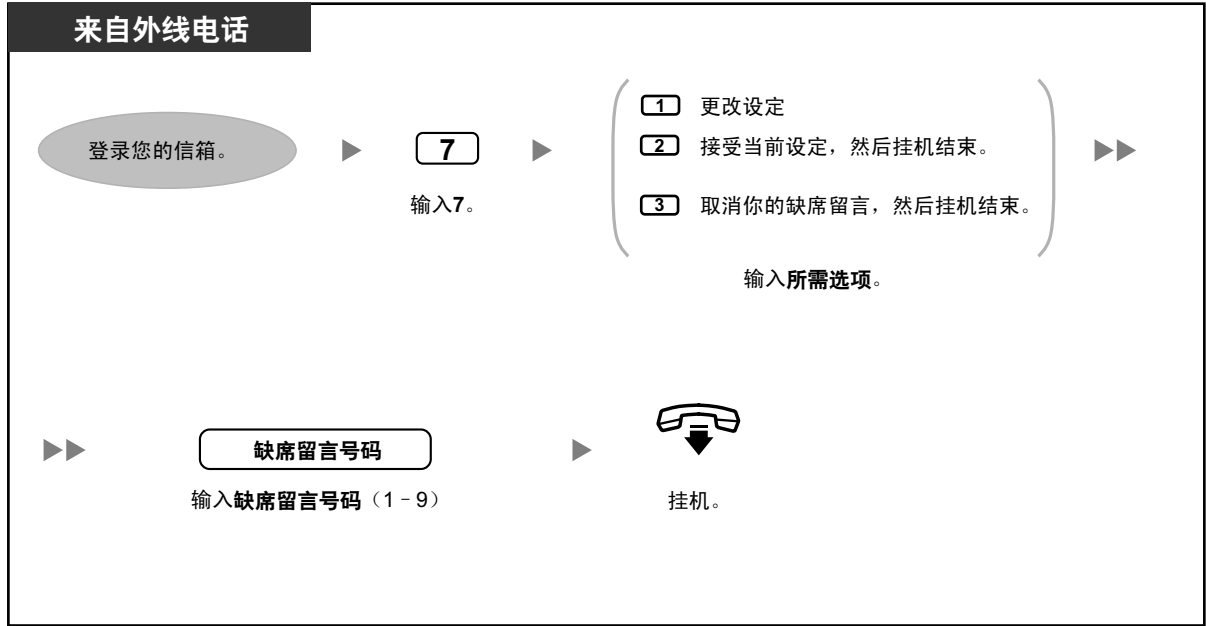 来自外线电话
登录您的信箱。
7
输入7。
1 更改设定
2 接受当前设定，然后挂机结束。
3 取消你的缺席留言，然后挂机结束。
输入所需选项。
缺席留言号码
输入缺席留言号码（1－9）
挂机。